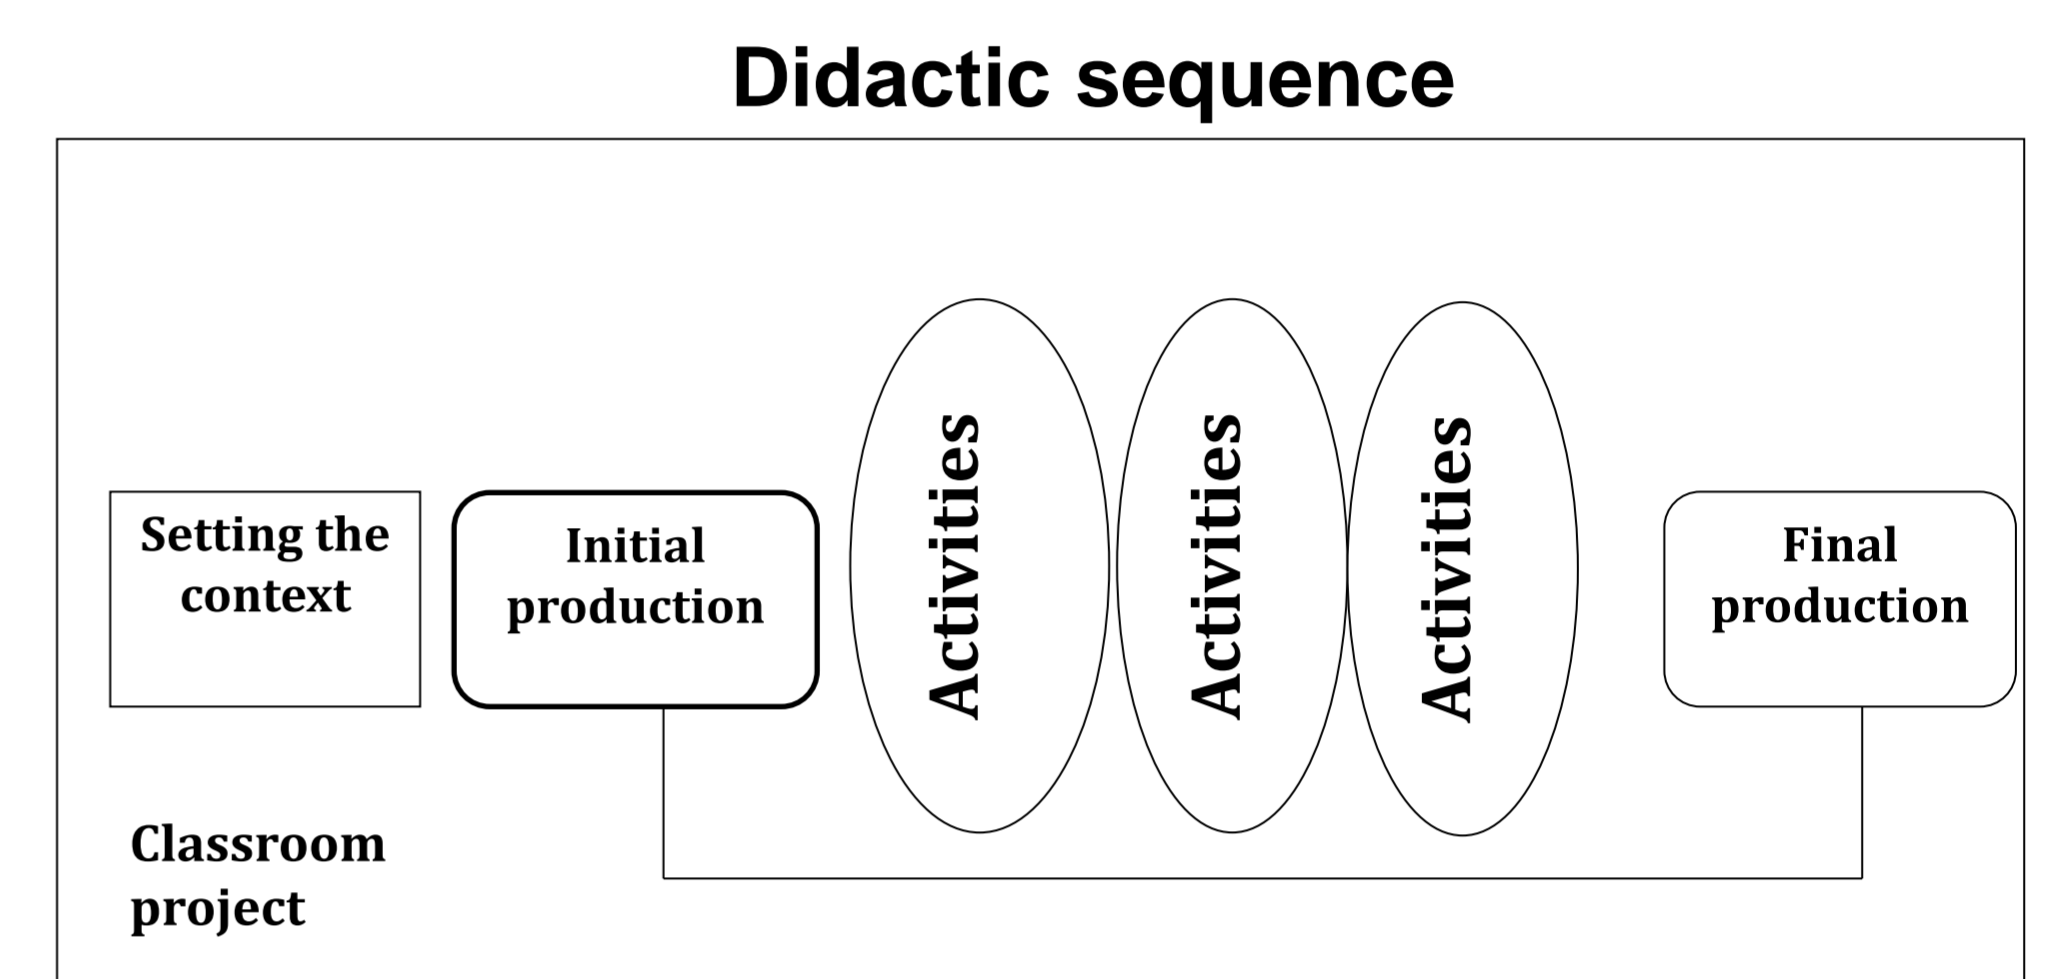 Didactic sequence
Setting the
context
Initial
production
Activities
Activities
Activities
Final
production
Classroom
project